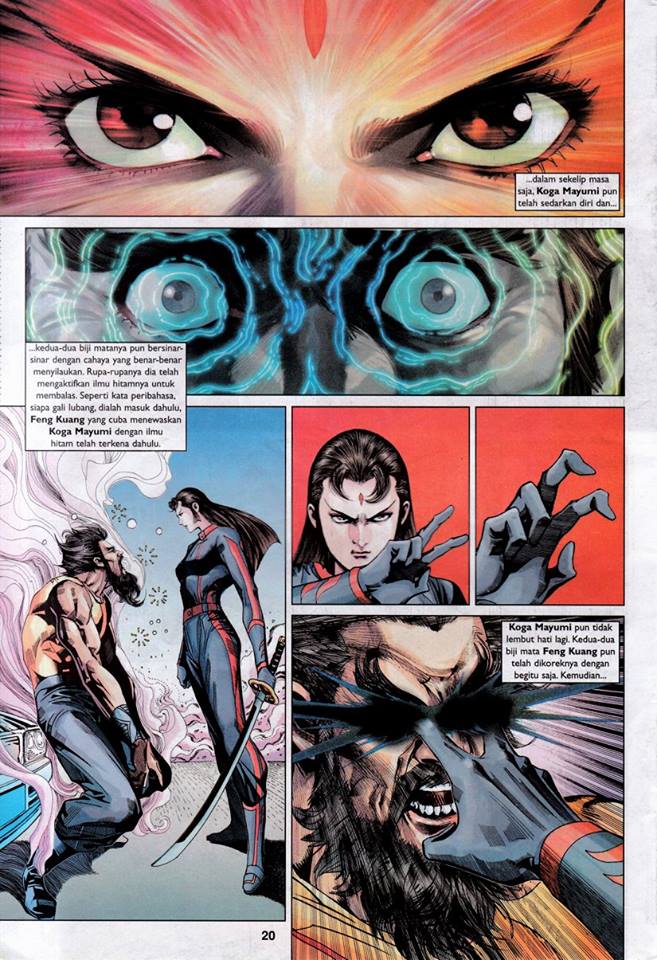 ...dalam sekelip masa
saja, Koga Mayumi pun
telah sedarkan diri dan...
...kedua-dua biji matanya pun bersinar-
sinar dengan cahaya yang benar-benar
menyilaukan. Rupa-rupanya dia telah
mengaktifkan ilmu hitamnya untuk
membalas. Seperti kata peribahasa,
siapa gali lubang, dialah masuk dahulu,
Feng Kuang yang cuba menewaskan
Koga Mayumi dengan ilmu
hitam telah terkena dahulu.
Koga Mayumi pun tidak
lembut hati lagi. Kedua-dua
biji mata Feng Kuang pun
telah dikoreknya dengan
begitu saja. Kemudian...
20